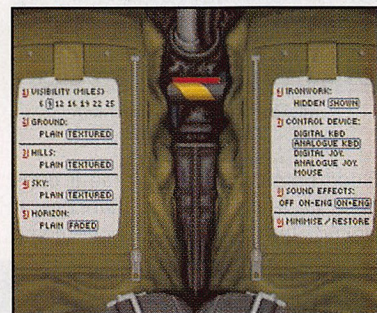 1) VISIBILITY (MILES)
6 9 12 16 19 22 25
2) GROUND:
PLAIN TEXTURED
3) HILLS:
PLAIN TEXTURED
4) SKY:
PLAIN TEXTURED
5) HORIZON:
PLAIN FADED
6) IRONWORK:
HIDDEN SHOWN
7) CONTROL DEVICE:
DIGITAL KBD
ANALOGUE KBD
DIGITAL JOY.
ANALOGUE JOY.
MOUSE
8) SOUND EFFECTS:
OFF ON-ENG ON+ENG
9) MINIMISE/RESTORE